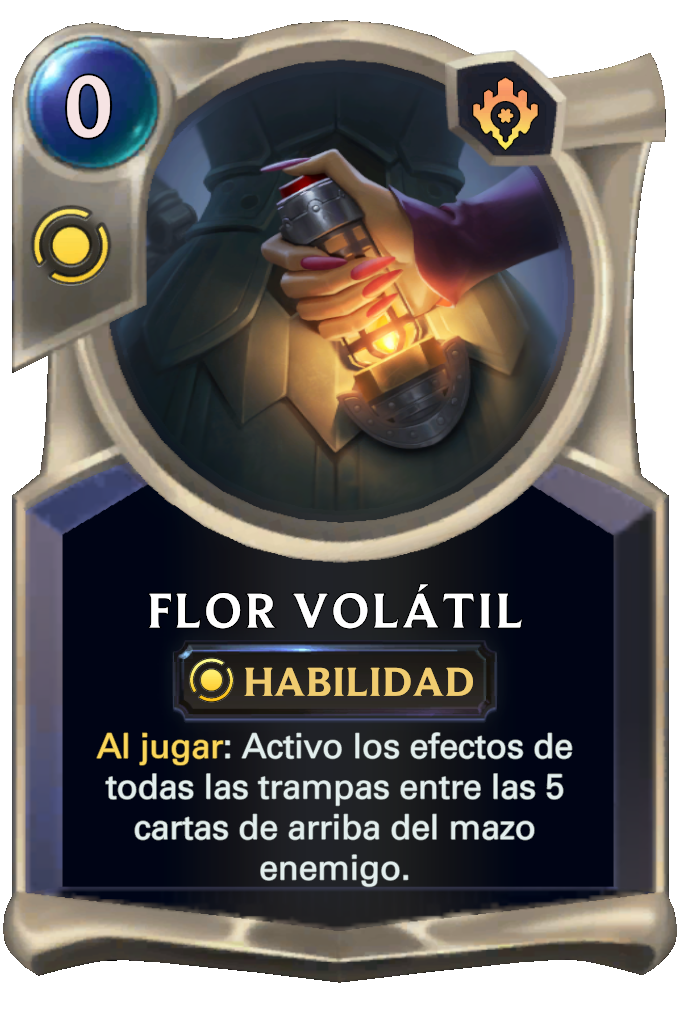 0
FLOR VOLÁTIL
HABILIDAD
Al jugar: Activo los efectos de
todas las trampas entre las 5
cartas de arriba del mazo
enemigo.